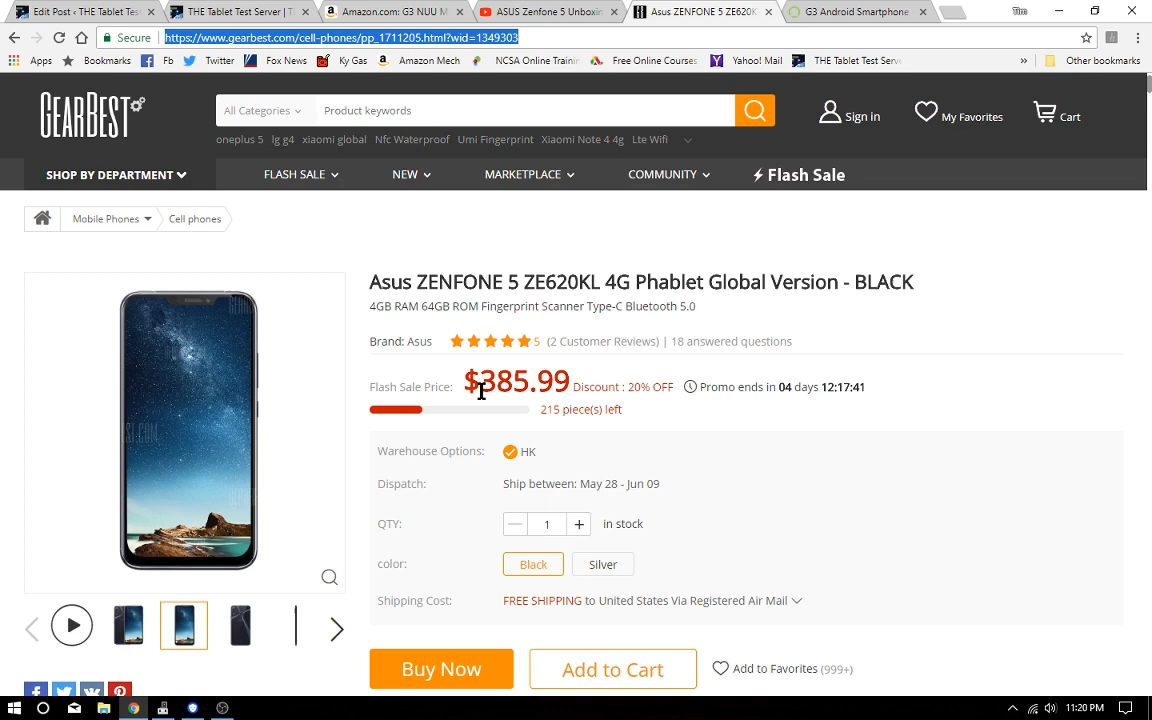 Edit Post ‹ THE Tablet Tes
THE Tablet Test Server | T
Amazon.com: G3 NUU M
ASUS Zenfone 5 Unboxin
Asus ZENFONE 5 ZE620K
G3 Android Smartphone
Tim
Secure
https://www.gearbest.com/cell-phones/pp_1711205.html?wid=1349303
Apps
Bookmarks
Fb
Twitter
Fox News
Ky Gas
Amazon Mech
NCSA Online Trainin
Free Online Courses
Yahoo! Mail
THE Tablet Test Serve
»
Other bookmarks
GEARBEST
All Categories
Product keywords
Sign in
My Favorites
Cart
oneplus 5 lg g4 xiaomi global Nfc Waterproof Umi Fingerprint Xiaomi Note 4 4g Lte Wifi
SHOP BY DEPARTMENT
FLASH SALE
NEW
MARKETPLACE
COMMUNITY
Flash Sale
Mobile Phones
Cell phones
Asus ZENFONE 5 ZE620KL 4G Phablet Global Version - BLACK
4GB RAM 64GB ROM Fingerprint Scanner Type-C Bluetooth 5.0
Brand: Asus 5 (2 Customer Reviews) | 18 answered questions
Flash Sale Price: $385.99 Discount : 20% OFF Promo ends in 04 days 12:17:41
215 piece(s) left
Warehouse Options: HK
Dispatch: Ship between: May 28 - Jun 09
QTY: 1 in stock
color: Black Silver
Shipping Cost: FREE SHIPPING to United States Via Registered Air Mail
Buy Now
Add to Cart
Add to Favorites (999+)
11:20 PM